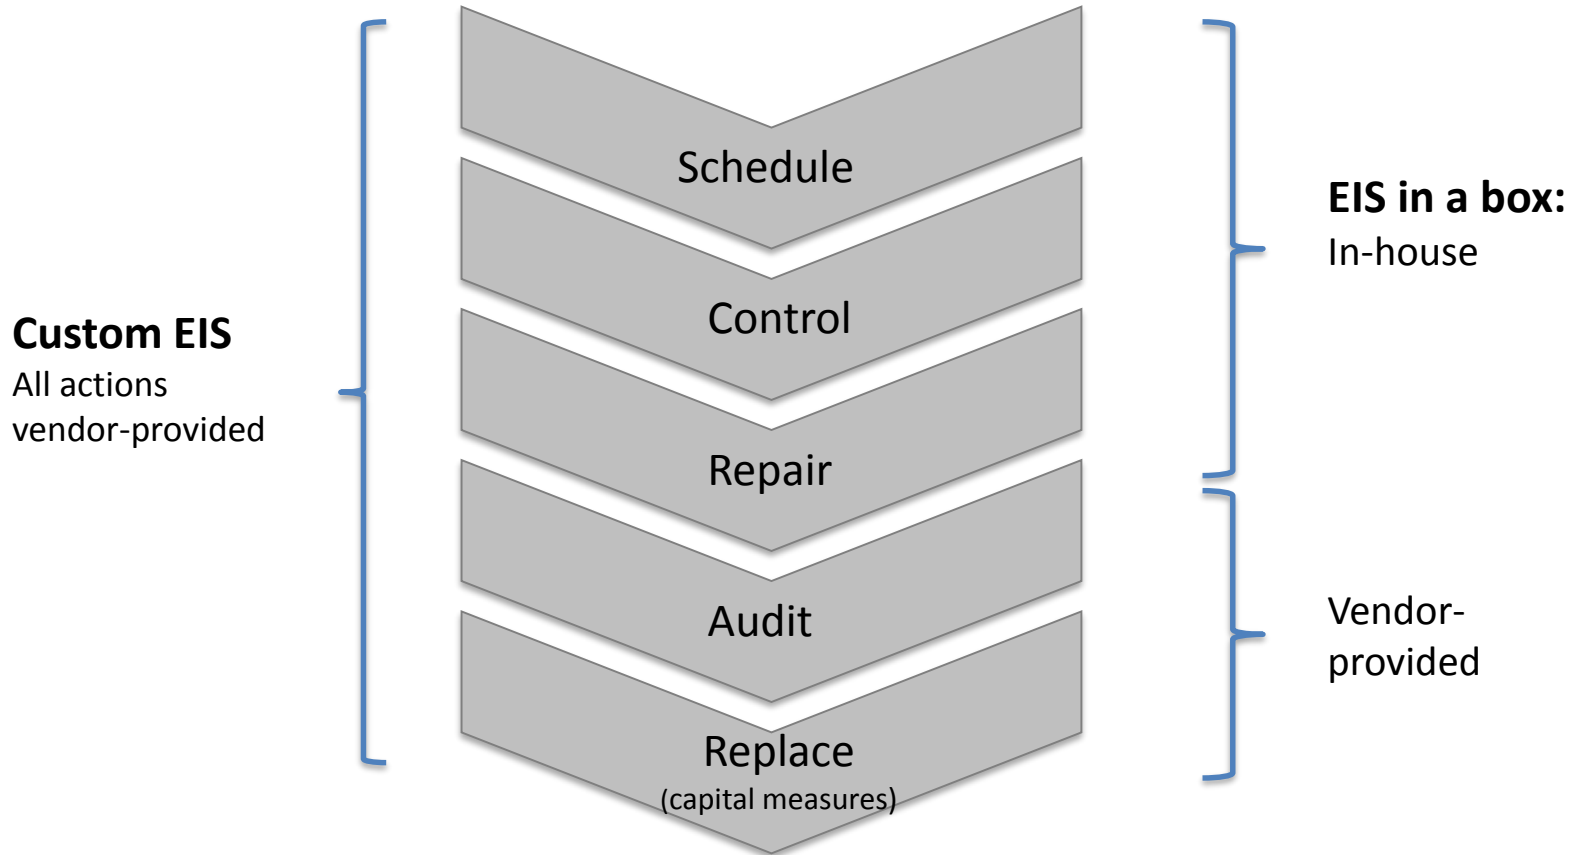 Custom EIS
All actions
vendor-provided
Schedule
Control
Repair
Audit
Replace
(capital measures)
EIS in a box:
In-house
Vendor-
provided